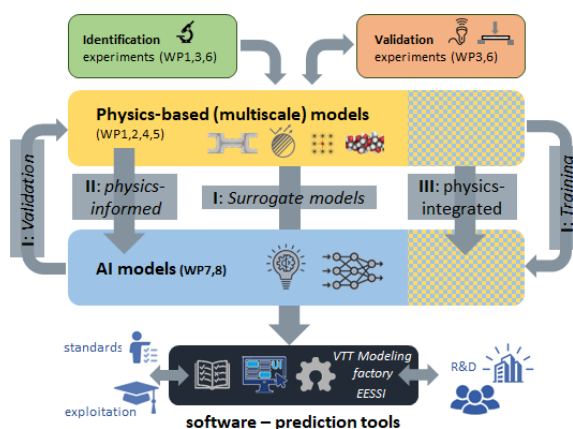 Identification
experiments (WP1,3,6)
Validation
experiments (WP3,6)
Physics-based (multiscale) models
(WP1,2,4,5)
I: Validation
II: physics-
informed
I: Surrogate models
III: physics-
integrated
I: Training
AI models (WP7,8)
standards
exploitation
UI
VTT Modeling
factory
EESSI
R&D
software – prediction tools